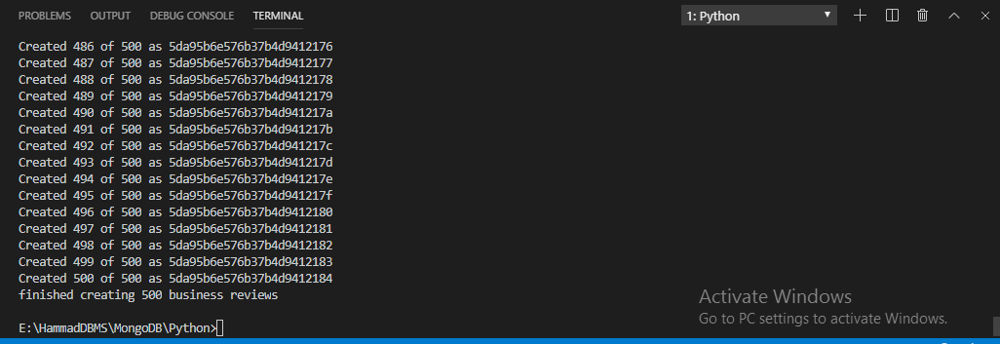 PROBLEMS OUTPUT DEBUG CONSOLE TERMINAL 1: Python
Created 486 of 500 as 5da95b6e576b37b4d9412176
Created 487 of 500 as 5da95b6e576b37b4d9412177
Created 488 of 500 as 5da95b6e576b37b4d9412178
Created 489 of 500 as 5da95b6e576b37b4d9412179
Created 490 of 500 as 5da95b6e576b37b4d941217a
Created 491 of 500 as 5da95b6e576b37b4d941217b
Created 492 of 500 as 5da95b6e576b37b4d941217c
Created 493 of 500 as 5da95b6e576b37b4d941217d
Created 494 of 500 as 5da95b6e576b37b4d941217e
Created 495 of 500 as 5da95b6e576b37b4d941217f
Created 496 of 500 as 5da95b6e576b37b4d9412180
Created 497 of 500 as 5da95b6e576b37b4d9412181
Created 498 of 500 as 5da95b6e576b37b4d9412182
Created 499 of 500 as 5da95b6e576b37b4d9412183
Created 500 of 500 as 5da95b6e576b37b4d9412184
finished creating 500 business reviews
Activate Windows
Go to PC settings to activate Windows.
E:\HammadDBMS\MongoDB\Python>